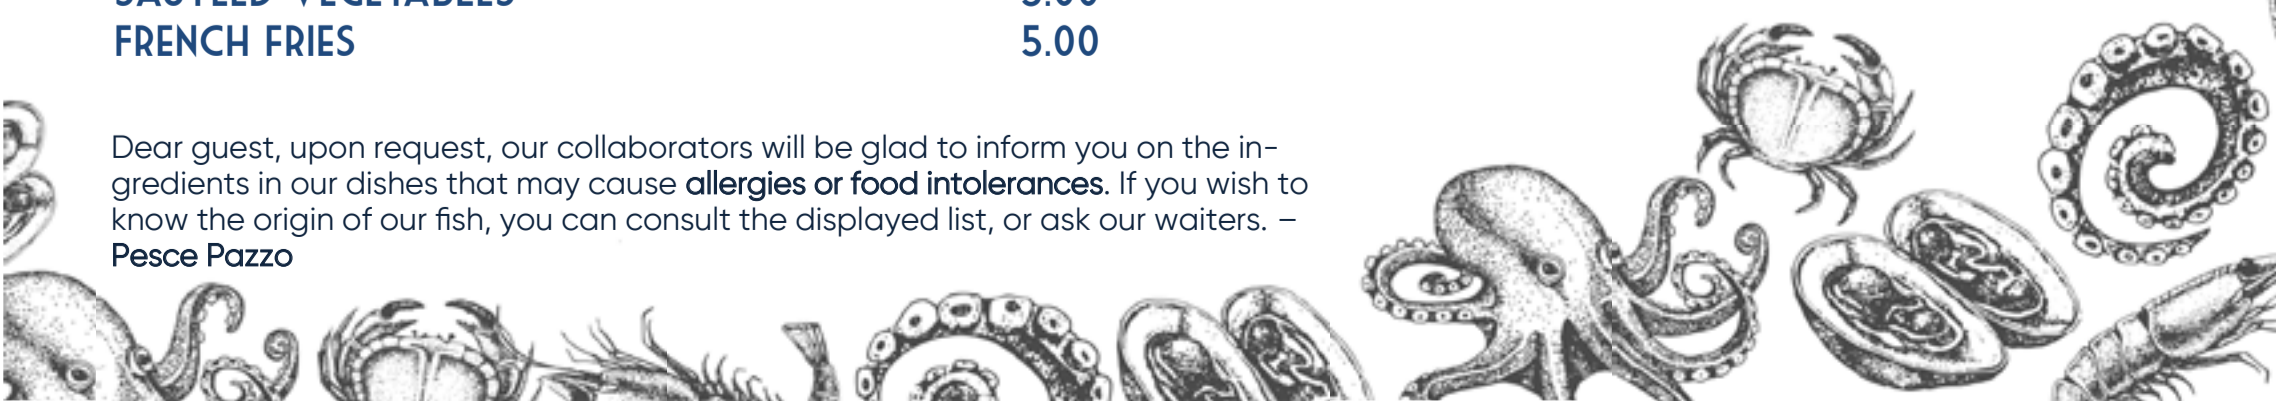 SAUTÉED VEGETABLES
FRENCH FRIES 5.00
Dear guest, upon request, our collaborators will be glad to inform you on the in-
gredients in our dishes that may cause allergies or food intolerances. If you wish to
know the origin of our fish, you can consult the displayed list, or ask our waiters. –
Pesce Pazzo